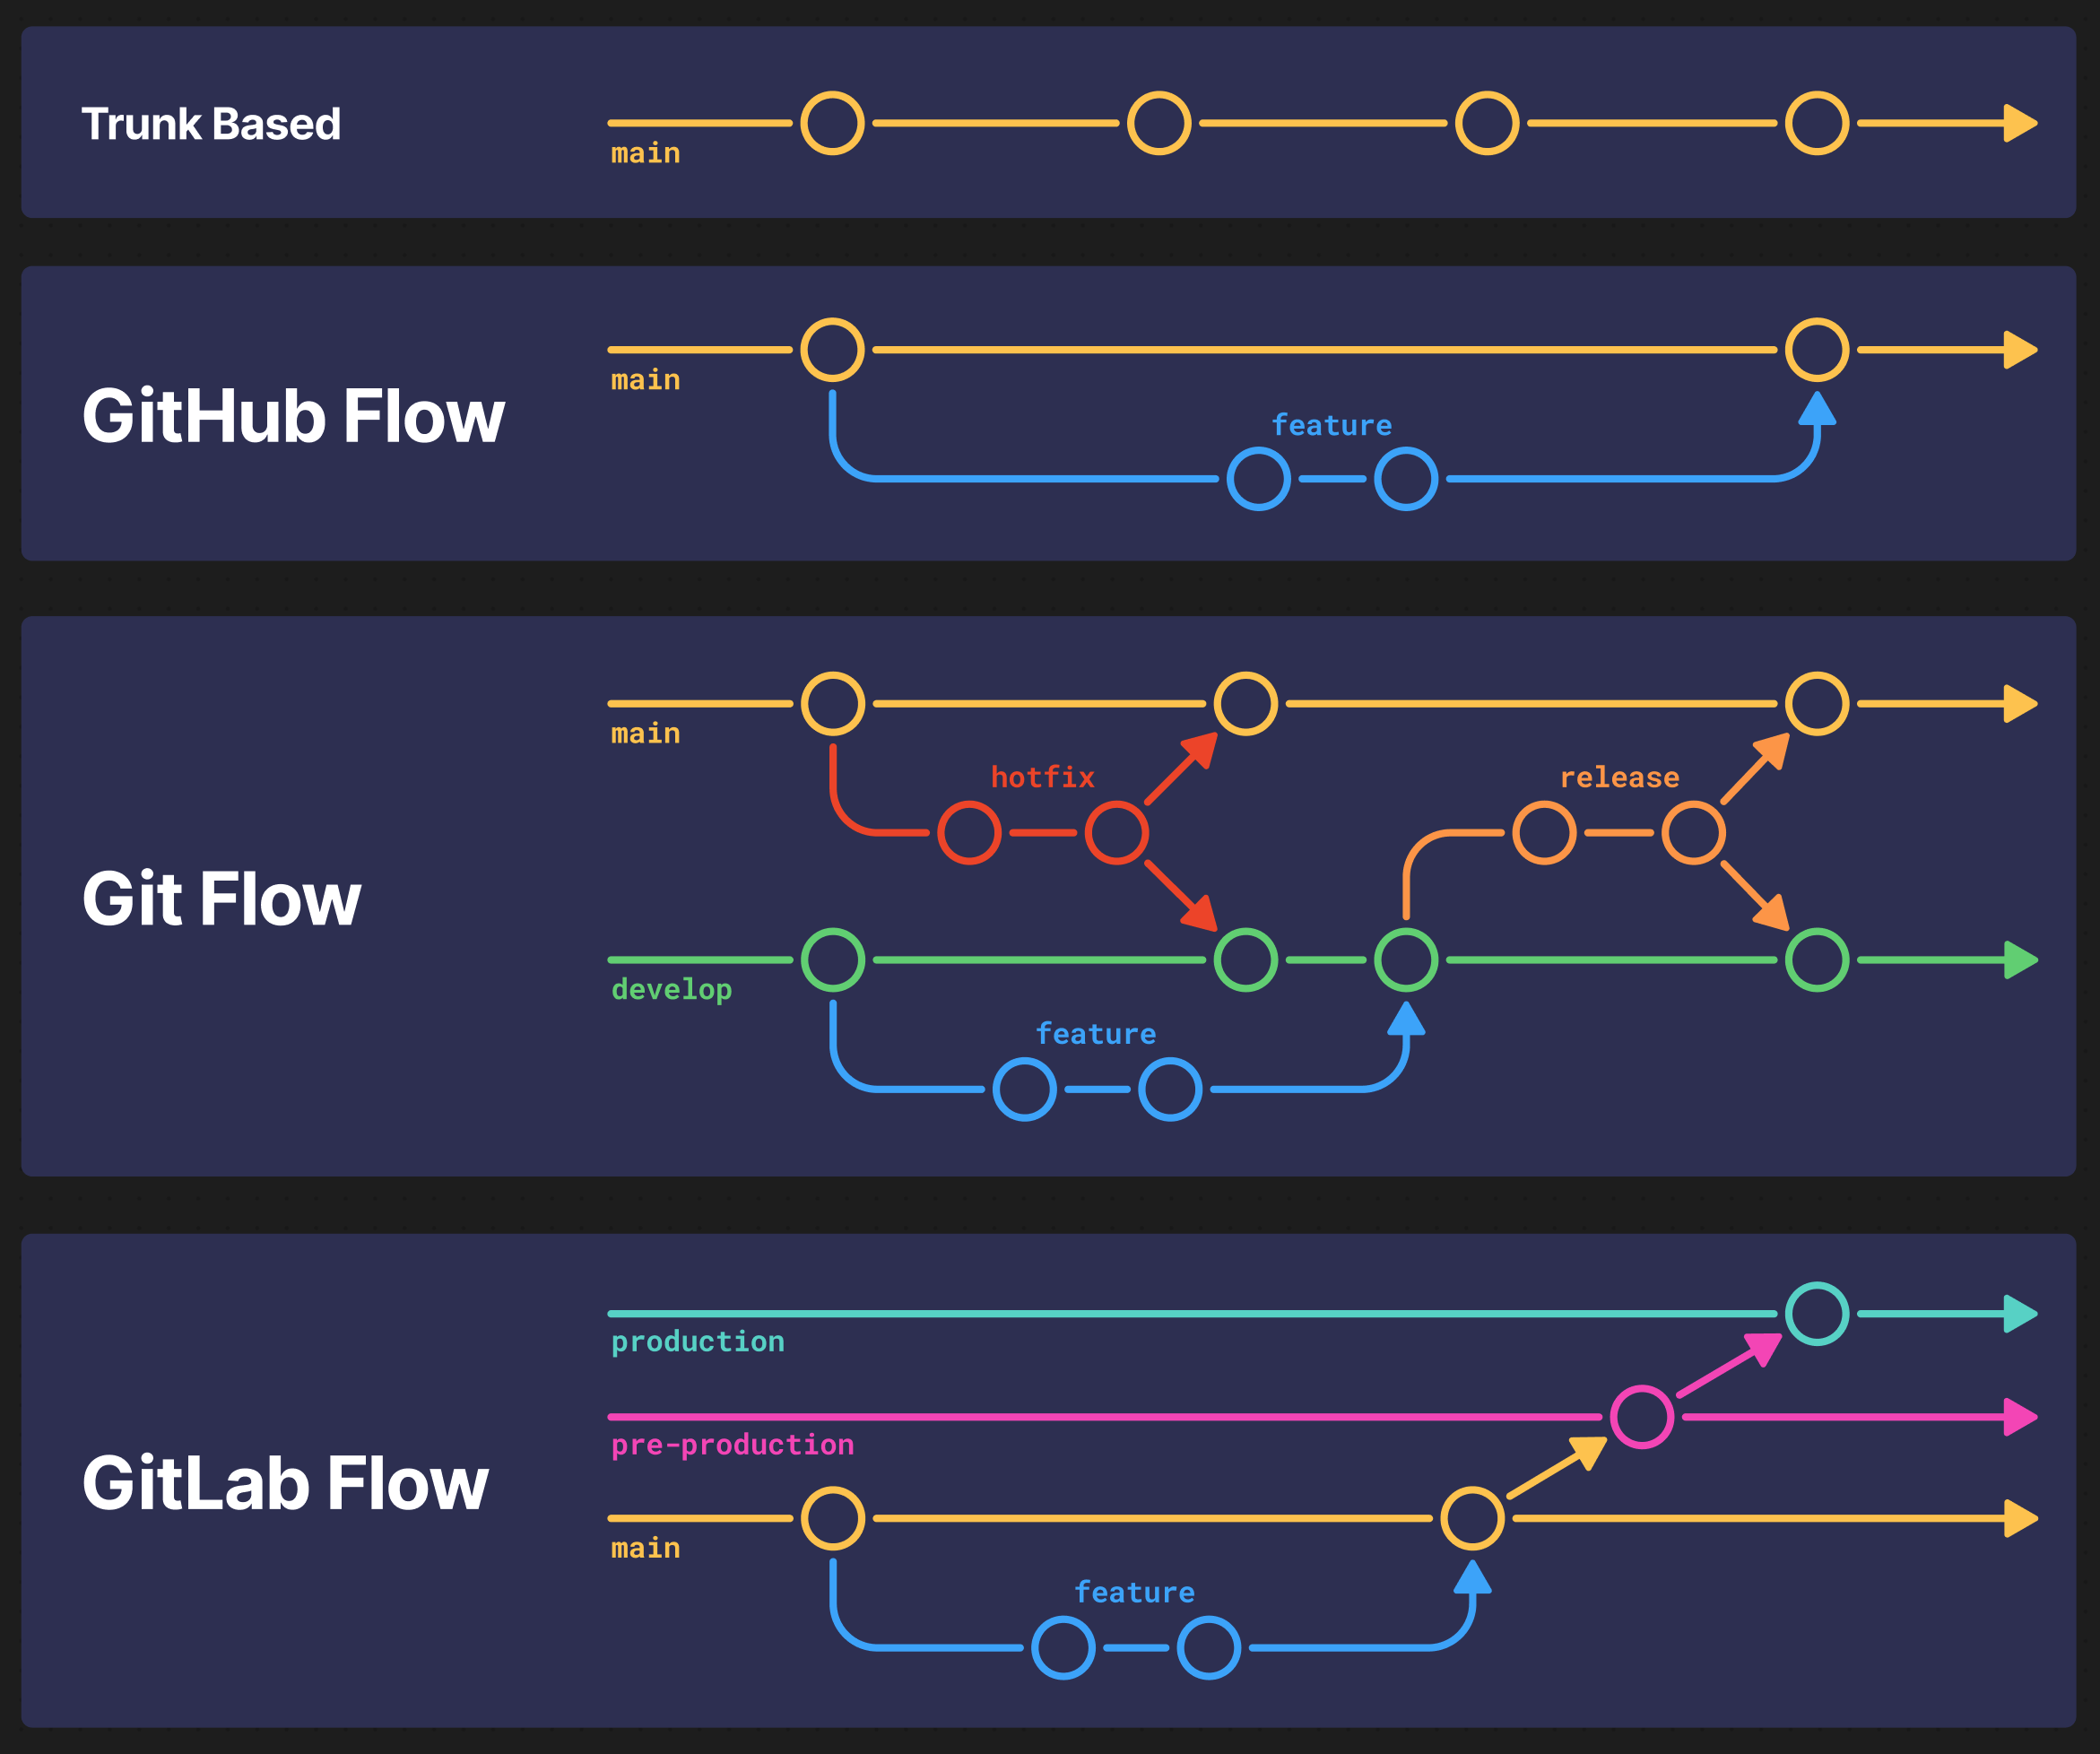 Trunk Based
main
GitHub Flow
main
feature
Git Flow
main
hotfix
release
develop
feature
GitLab Flow
production
pre-production
main
feature